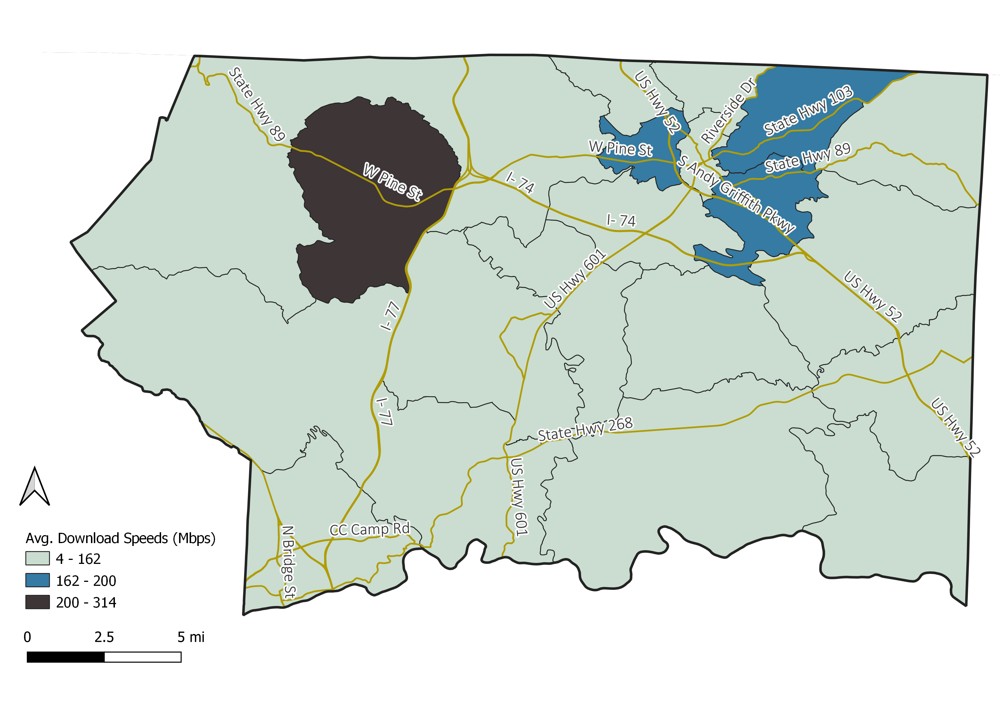 State Hwy 89
US Hwy 52
Riverside Dr
State Hwy 103
W Pine St
State Hwy 89
W Pine St
S Andy Griffith Pkwy
I- 74
I- 74
US Hwy 601
US Hwy 52
I- 77
I- 77
US Hwy 52
State Hwy 268
US Hwy 601
CC Camp Rd
N Bridge St
Avg. Download Speeds (Mbps)
4 - 162
162 - 200
200 - 314
0 2.5 5 mi